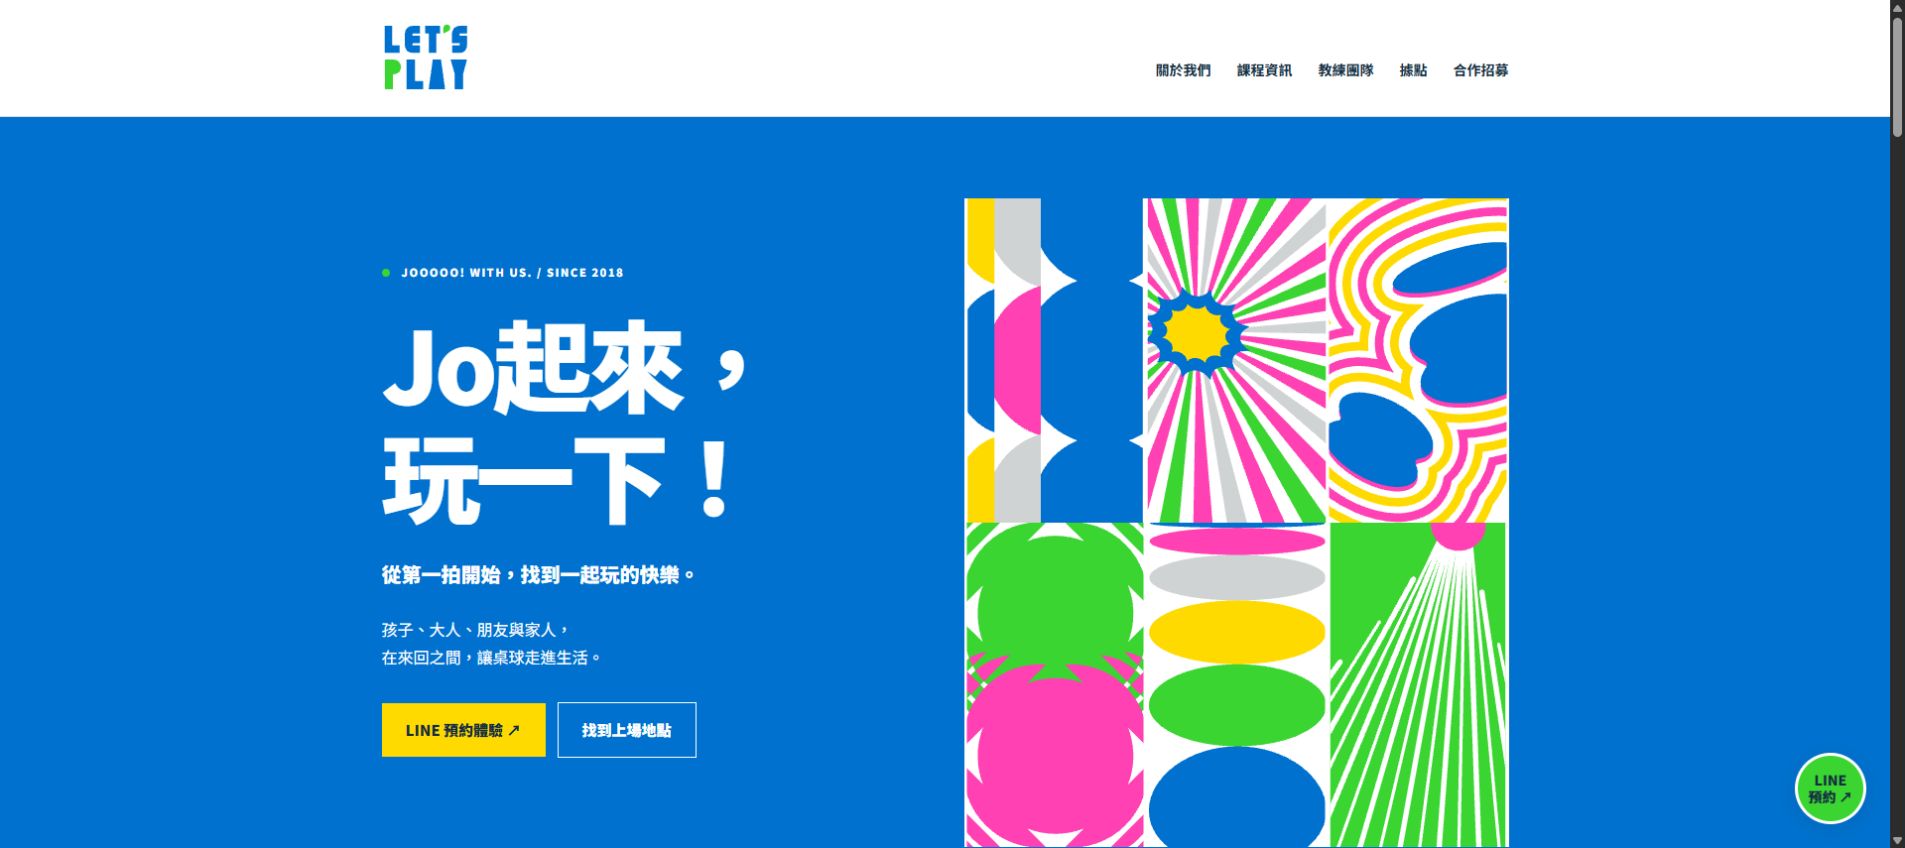 LET'S
PLAY
關於我們
課程資訊
教練團隊
據點
合作招募
JOOOOO! WITH US. / SINCE 2018
Jo起來，
玩一下！
從第一拍開始，找到一起玩的快樂。
孩子、大人、朋友與家人，
在來回之間，讓桌球走進生活。
LINE 預約體驗 ↗
找到上場地點
LINE
預約 ↗